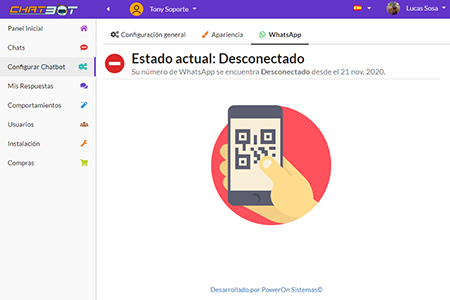 CHATBOT
Tony Soporte
Lucas Sosa
Panel Inicial
Chats
Configurar Chatbot
Mis Respuestas
Comportamientos
Usuarios
Instalación
Compras
Configuración general
Apariencia
WhatsApp
Estado actual: Desconectado
Su número de WhatsApp se encuentra Desconectado desde el 21 nov. 2020.
Desarrollado por PowerOn Sistemas©